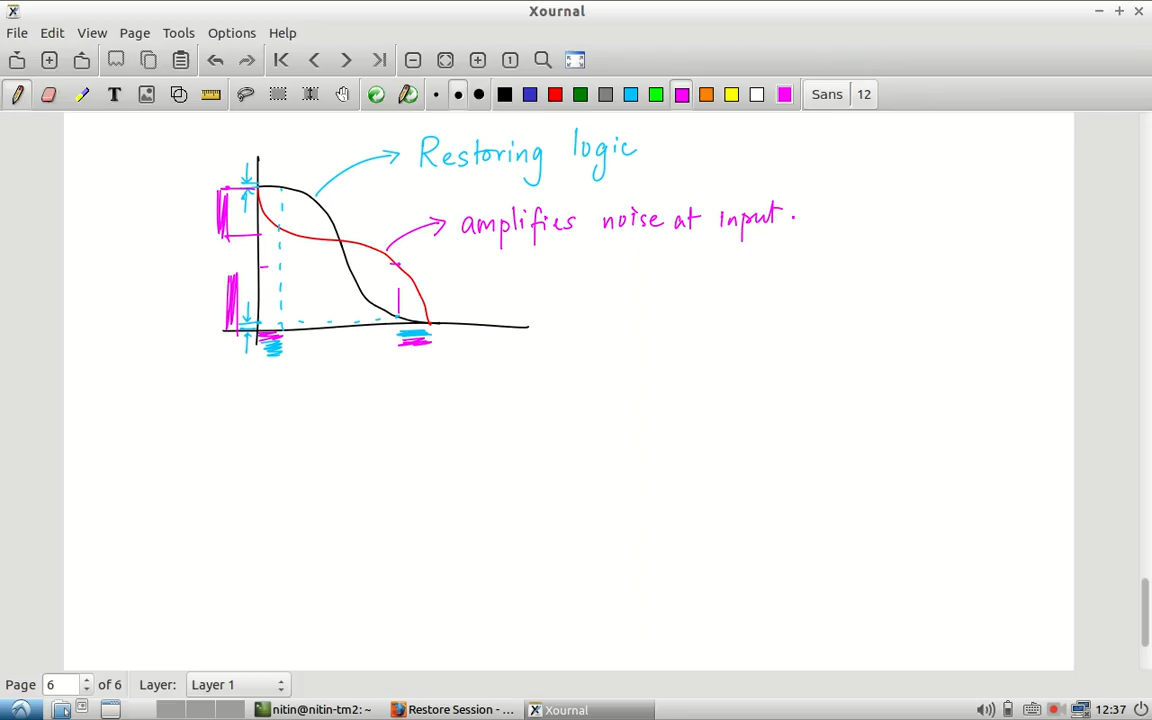 Xournal
File Edit View Page Tools Options Help
Sans 12
Restoring logic
amplifies noise at input.
Page 6 of 6 Layer: Layer 1
nitin@nitin-tm2: ~ Restore Session - ... Xournal 12:37